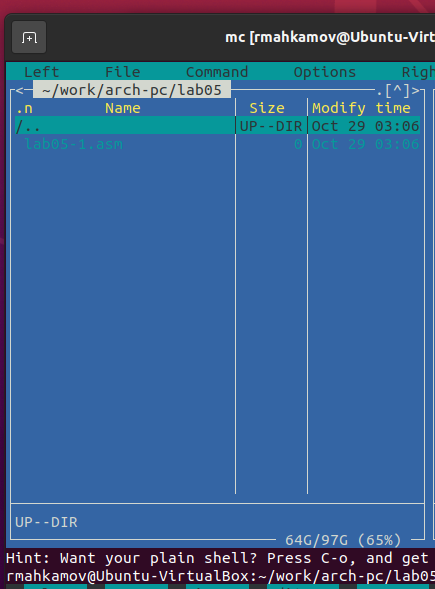 mc [rmahkamov@Ubuntu-Virt
Left File Command Options Righ
<─ ~/work/arch-pc/lab05 ─.[^]>
.n Name Size Modify time
/.. UP--DIR Oct 29 03:06
lab05-1.asm 0 Oct 29 03:06
UP--DIR
64G/97G (65%)
Hint: Want your plain shell? Press C-o, and get
rmahkamov@Ubuntu-VirtualBox:~/work/arch-pc/lab05